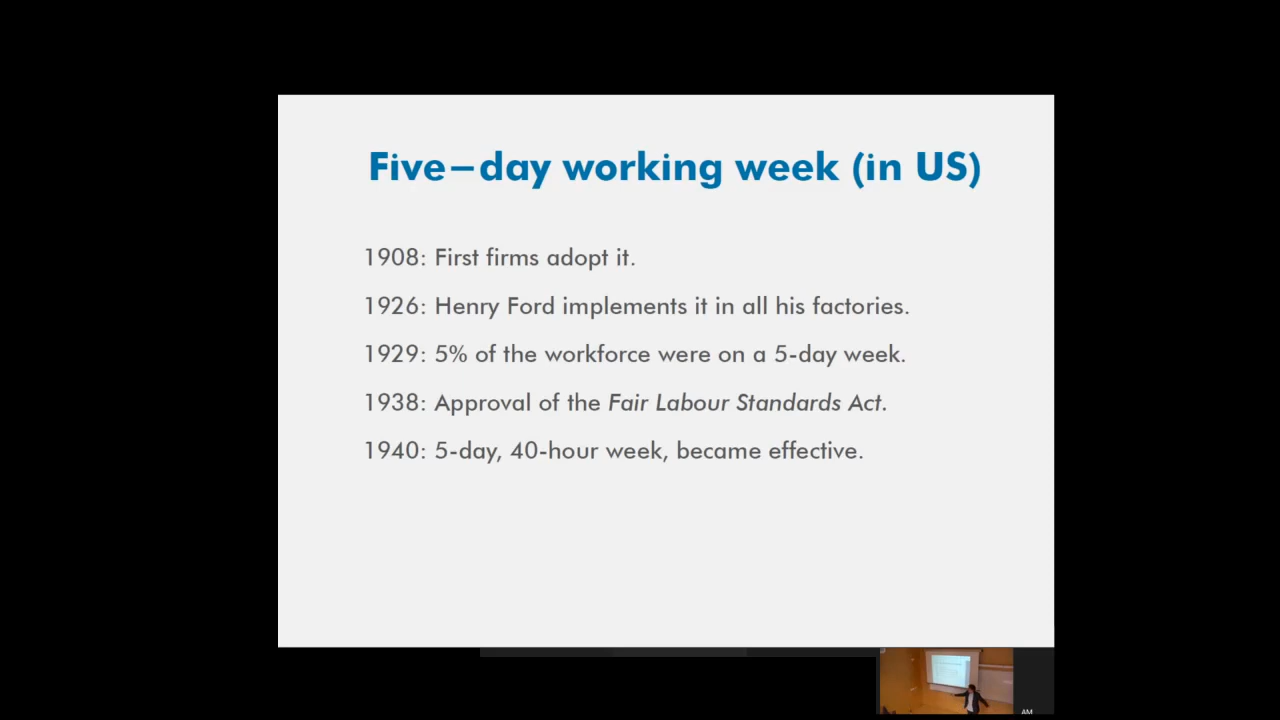 Five–day working week (in US)
1908: First firms adopt it.
1926: Henry Ford implements it in all his factories.
1929: 5% of the workforce were on a 5-day week.
1938: Approval of the Fair Labour Standards Act.
1940: 5-day, 40-hour week, became effective.
AM